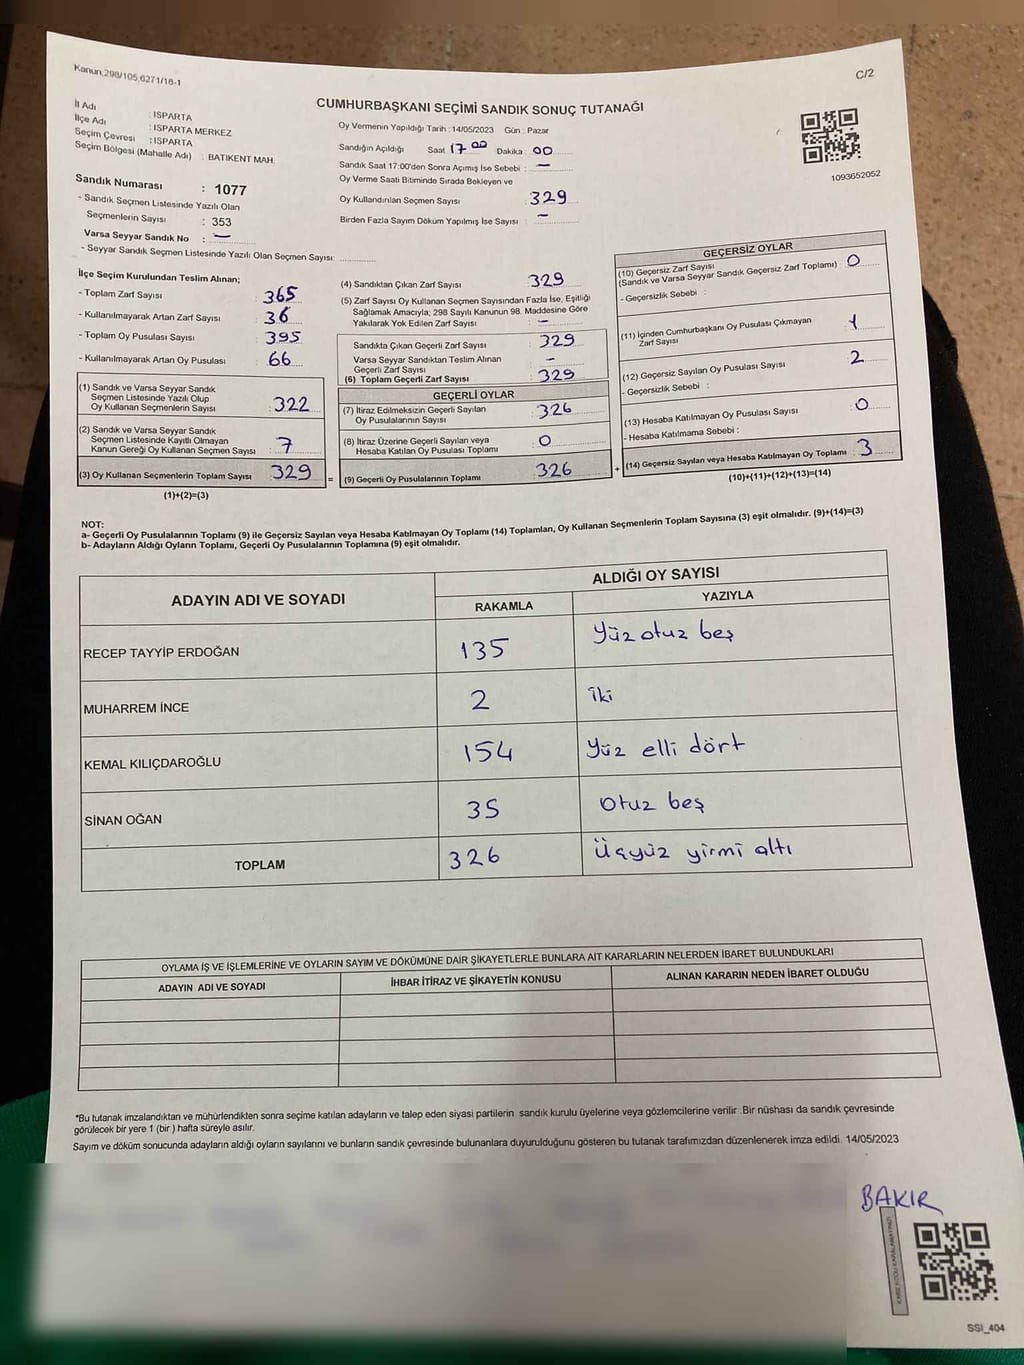 Kanun,298/105,6271/16-1
C/2
CUMHURBAŞKANI SEÇİMİ SANDIK SONUÇ TUTANAĞI
İl Adı : ISPARTA
İlçe Adı : ISPARTA MERKEZ
Seçim Çevresi : ISPARTA
Seçim Bölgesi (Mahalle Adı) : BATIKENT MAH.
Sandık Numarası : 1077
- Sandık Seçmen Listesinde Yazılı Olan
Seçmenlerin Sayısı : 353
Varsa Seyyar Sandık No : —
- Seyyar Sandık Seçmen Listesinde Yazılı Olan Seçmen Sayısı:
Oy Vermenin Yapıldığı Tarih : 14/05/2023 Gün : Pazar
Sandığın Açıldığı Saat 17 00 Dakika : 00
Sandık Saat 17:00'den Sonra Açımış İse Sebebi : —
Oy Verme Saati Bitiminde Sırada Bekleyen ve
Oy Kullandırılan Seçmen Sayısı 329
Birden Fazla Sayım Döküm Yapılmış İse Sayısı : —
1093652052
İlçe Seçim Kurulundan Teslim Alınan;
- Toplam Zarf Sayısı : 365
- Kullanılmayarak Artan Zarf Sayısı : 36
- Toplam Oy Pusulası Sayısı : 395
- Kullanılmayarak Artan Oy Pusulası : 66
(1) Sandık ve Varsa Seyyar Sandık
Seçmen Listesinde Yazılı Olup
Oy Kullanan Seçmenlerin Sayısı : 322
(2) Sandık ve Varsa Seyyar Sandık
Seçmen Listesinde Kayıtlı Olmayan
Kanun Gereği Oy Kullanan Seçmen Sayısı : 7
(3) Oy Kullanan Seçmenlerin Toplam Sayısı : 329
(1)+(2)=(3)
=
(4) Sandıktan Çıkan Zarf Sayısı : 329
(5) Zarf Sayısı Oy Kullanan Seçmen Sayısından Fazla İse, Eşitliği
Sağlamak Amacıyla; 298 Sayılı Kanunun 98. Maddesine Göre
Yakılarak Yok Edilen Zarf Sayısı : —
Sandıkta Çıkan Geçerli Zarf Sayısı : 329
Varsa Seyyar Sandıktan Teslim Alınan
Geçerli Zarf Sayısı : —
(6) Toplam Geçerli Zarf Sayısı : 329
GEÇERLİ OYLAR
(7) İtiraz Edilmeksizin Geçerli Sayılan
Oy Pusulalarının Sayısı : 326
(8) İtiraz Üzerine Geçerli Sayılan veya
Hesaba Katılan Oy Pusulası Toplamı : 0
(9) Geçerli Oy Pusulalarının Toplamı : 326
+
GEÇERSİZ OYLAR
(10) Geçersiz Zarf Sayısı
(Sandık ve Varsa Seyyar Sandık Geçersiz Zarf Toplamı) : 0
- Geçersizlik Sebebi :
(11) İçinden Cumhurbaşkanı Oy Pusulası Çıkmayan
Zarf Sayısı : 1
(12) Geçersiz Sayılan Oy Pusulası Sayısı : 2
- Geçersizlik Sebebi :
(13) Hesaba Katılmayan Oy Pusulası Sayısı : 0
- Hesaba Katılmama Sebebi :
(14) Geçersiz Sayılan veya Hesaba Katılmayan Oy Toplamı : 3
(10)+(11)+(12)+(13)=(14)
NOT:
a- Geçerli Oy Pusulalarının Toplamı (9) ile Geçersiz Sayılan veya Hesaba Katılmayan Oy Toplamı (14) Toplamları, Oy Kullanan Seçmenlerin Toplam Sayısına (3) eşit olmalıdır. (9)+(14)=(3)
b- Adayların Aldığı Oyların Toplamı, Geçerli Oy Pusulalarının Toplamına (9) eşit olmalıdır.
ADAYIN ADI VE SOYADI
ALDIĞI OY SAYISI
RAKAMLA YAZIYLA
RECEP TAYYİP ERDOĞAN 135 Yüz otuz beş
MUHARREM İNCE 2 iki
KEMAL KILIÇDAROĞLU 154 Yüz elli dört
SİNAN OĞAN 35 Otuz beş
TOPLAM 326 Üçyüz yirmi altı
OYLAMA İŞ VE İŞLEMLERİNE VE OYLARIN SAYIM VE DÖKÜMÜNE DAİR ŞİKAYETLERLE BUNLARA AİT KARARLARIN NELERDEN İBARET BULUNDUKLARI
ADAYIN ADI VE SOYADI İHBAR İTİRAZ VE ŞİKAYETİN KONUSU ALINAN KARARIN NEDEN İBARET OLDUĞU
*Bu tutanak imzalandıktan ve mühürlendikten sonra seçime katılan adayların ve talep eden siyasi partilerin sandık kurulu üyelerine veya gözlemcilerine verilir .Bir nüshası da sandık çevresinde
görülecek bir yere 1 (bir) hafta süreyle asılır.
Sayım ve döküm sonucunda adayların aldığı oyların sayılarını ve bunların sandık çevresinde bulunanlara duyurulduğunu gösteren bu tutanak tarafımızdan düzenlenerek imza edildi. 14/05/2023
BAKIR
SSI_404